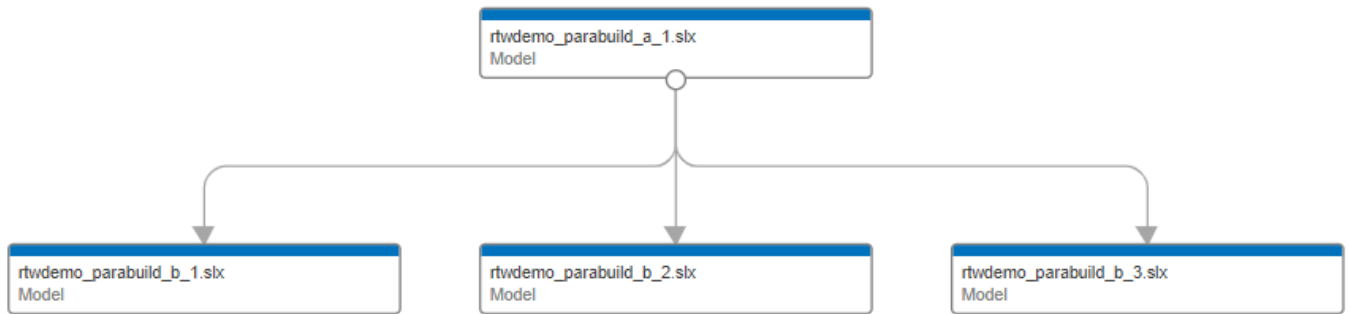 rtwdemo_parabuild_a_1.slx
Model
rtwdemo_parabuild_b_1.slx
Model
rtwdemo_parabuild_b_2.slx
Model
rtwdemo_parabuild_b_3.slx
Model